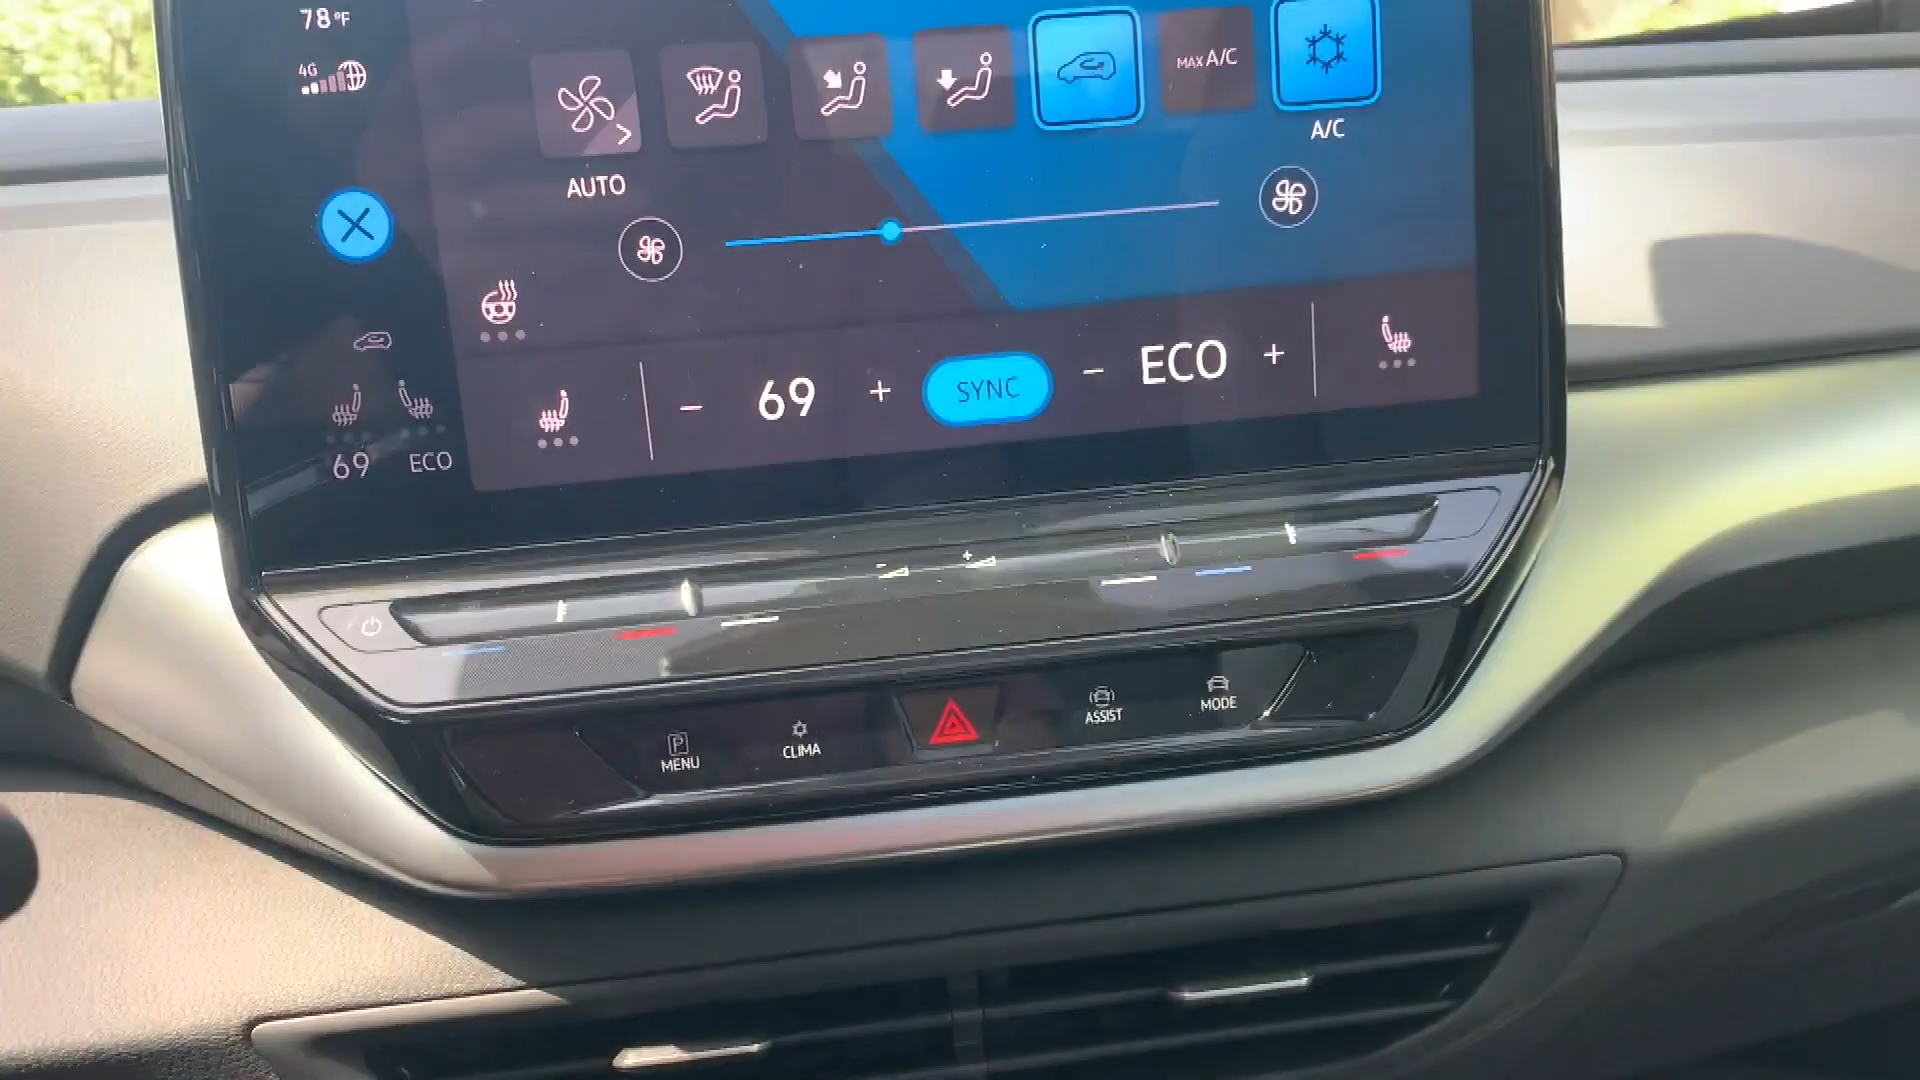 78°F
4G
MAX A/C
A/C
AUTO
- 69 + SYNC - ECO +
69 ECO
- +
P
MENU
CLIMA
ASSIST
MODE